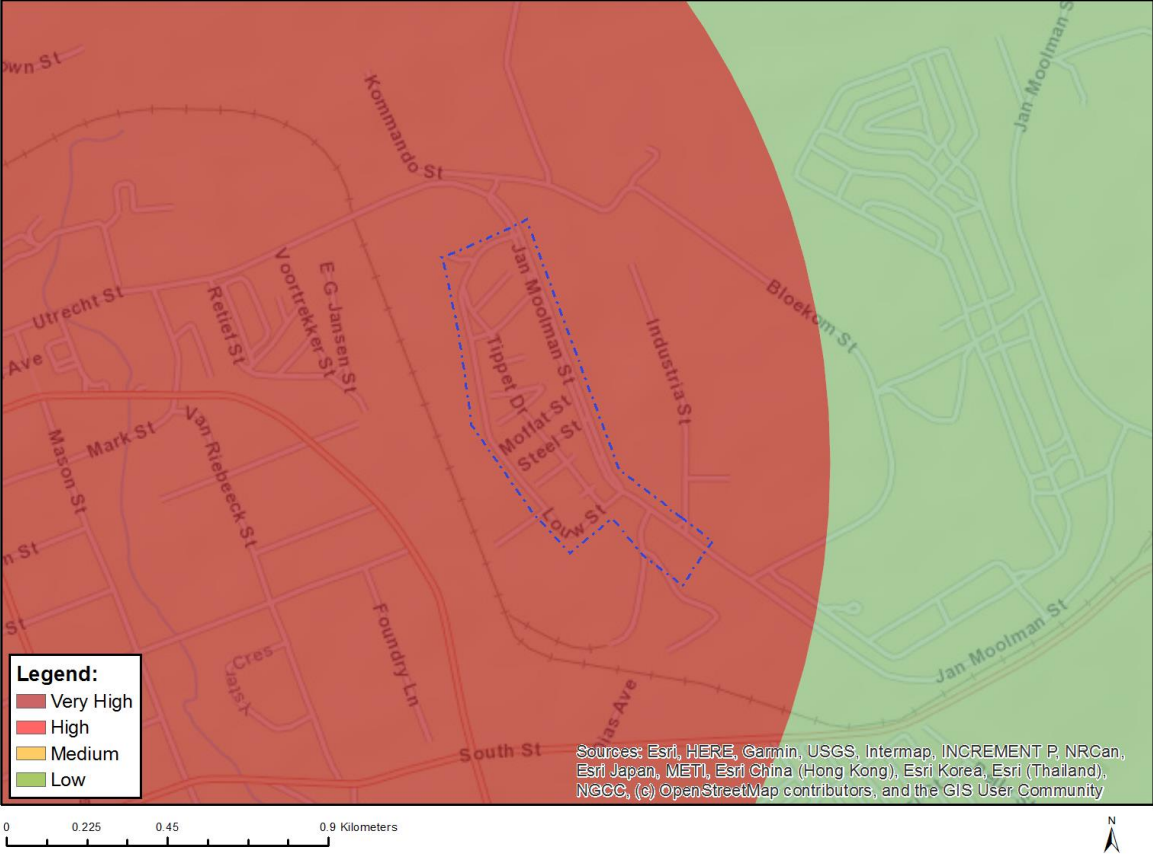 own St
Kommando St
Jan Moolman S
Utrecht St
Retief St
Voortrekker St
E G Jansen St
Jan Moolman St
Bloekom St
Industria St
Ave
Tippet Dr
Moffat St
Steel St
Mason St
Mark St
Van Riebeeck St
Louw St
St
St
Foundry Ln
Cres
Jan Moolman St
South St
Legend:
Very High
High
Medium
Low
Sources: Esri, HERE, Garmin, USGS, Intermap, INCREMENT P, NRCan,
Esri Japan, METI, Esri China (Hong Kong), Esri Korea, Esri (Thailand),
NGCC, (c) OpenStreetMap contributors, and the GIS User Community
0 0.225 0.45 0.9 Kilometers
N